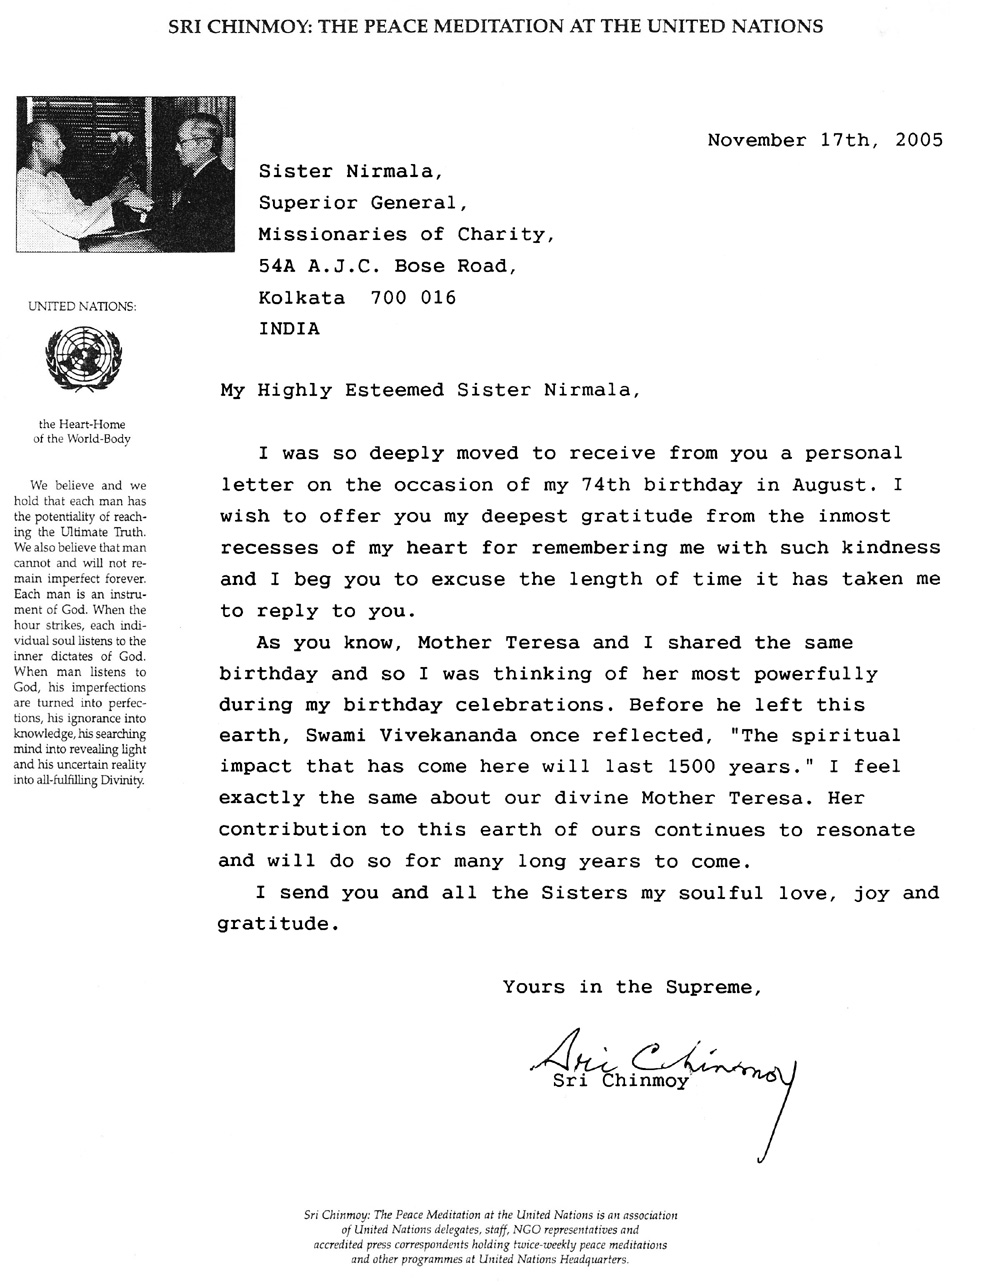 SRI CHINMOY: THE PEACE MEDITATION AT THE UNITED NATIONS
November 17th, 2005
Sister Nirmala,
Superior General,
Missionaries of Charity,
54A A.J.C. Bose Road,
Kolkata 700 016
INDIA
UNITED NATIONS:
the Heart-Home
of the World-Body
We believe and we
hold that each man has
the potentiality of reach-
ing the Ultimate Truth.
We also believe that man
cannot and will not re-
main imperfect forever.
Each man is an instru-
ment of God. When the
hour strikes, each indi-
vidual soul listens to the
inner dictates of God.
When man listens to
God, his imperfections
are turned into perfec-
tions, his ignorance into
knowledge, his searching
mind into revealing light
and his uncertain reality
into all-fulfilling Divinity.
My Highly Esteemed Sister Nirmala,
I was so deeply moved to receive from you a personal
letter on the occasion of my 74th birthday in August. I
wish to offer you my deepest gratitude from the inmost
recesses of my heart for remembering me with such kindness
and I beg you to excuse the length of time it has taken me
to reply to you.
As you know, Mother Teresa and I shared the same
birthday and so I was thinking of her most powerfully
during my birthday celebrations. Before he left this
earth, Swami Vivekananda once reflected, "The spiritual
impact that has come here will last 1500 years." I feel
exactly the same about our divine Mother Teresa. Her
contribution to this earth of ours continues to resonate
and will do so for many long years to come.
I send you and all the Sisters my soulful love, joy and
gratitude.
Yours in the Supreme,
Sri Chinmoy
Sri Chinmoy
Sri Chinmoy: The Peace Meditation at the United Nations is an association
of United Nations delegates, staff, NGO representatives and
accredited press correspondents holding twice-weekly peace meditations
and other programmes at United Nations Headquarters.